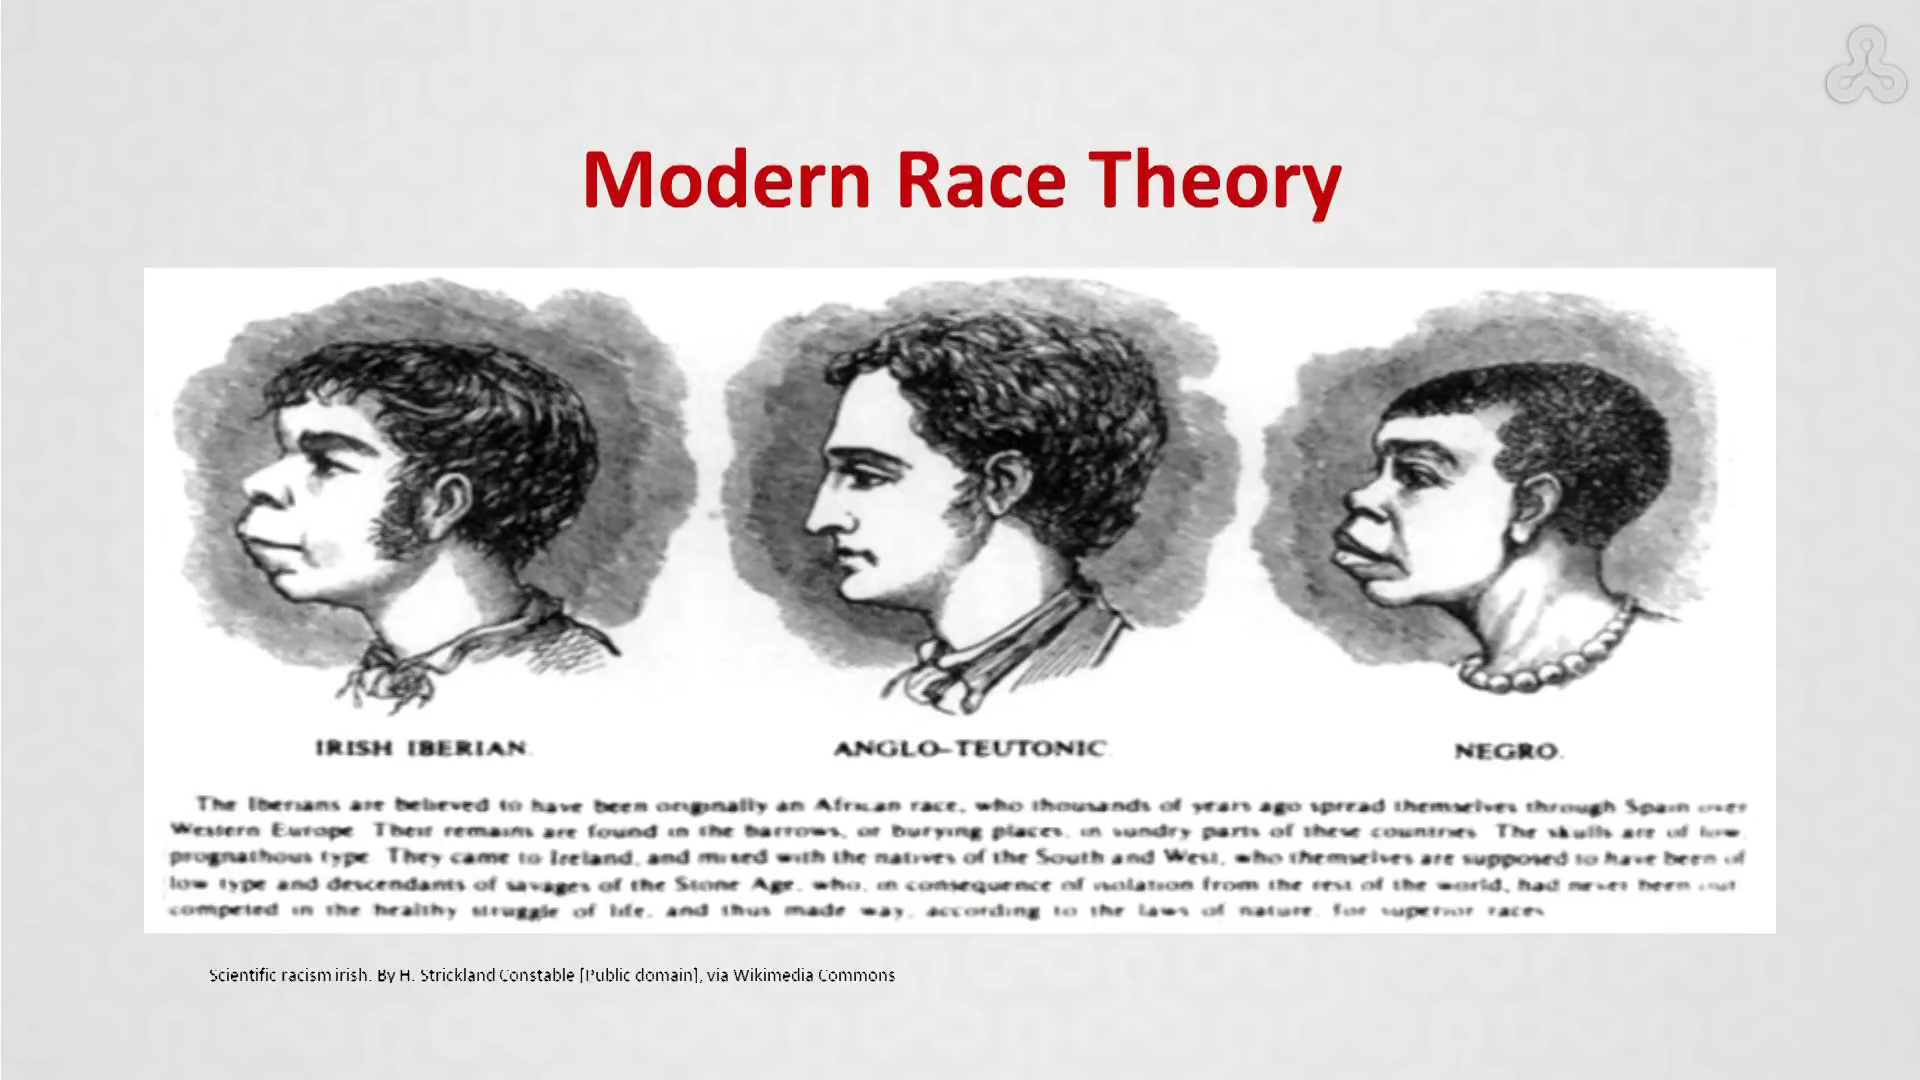 Modern Race Theory
IRISH IBERIAN.
ANGLO-TEUTONIC.
NEGRO.
The Iberians are believed to have been originally an African race, who thousands of years ago spread themselves through Spain over
Western Europe. Their remains are found in the barrows, or burying places, in sundry parts of these countries. The skulls are of low,
prognathous type. They came to Ireland, and mixed with the natives of the South and West, who themselves are supposed to have been of
low type and descendants of savages of the Stone Age, who, in consequence of isolation from the rest of the world, had never been out-
competed in the healthy struggle of life, and thus made way, according to the laws of nature, for superior races.
Scientific racism irish. By H. Strickland Constable [Public domain], via Wikimedia Commons